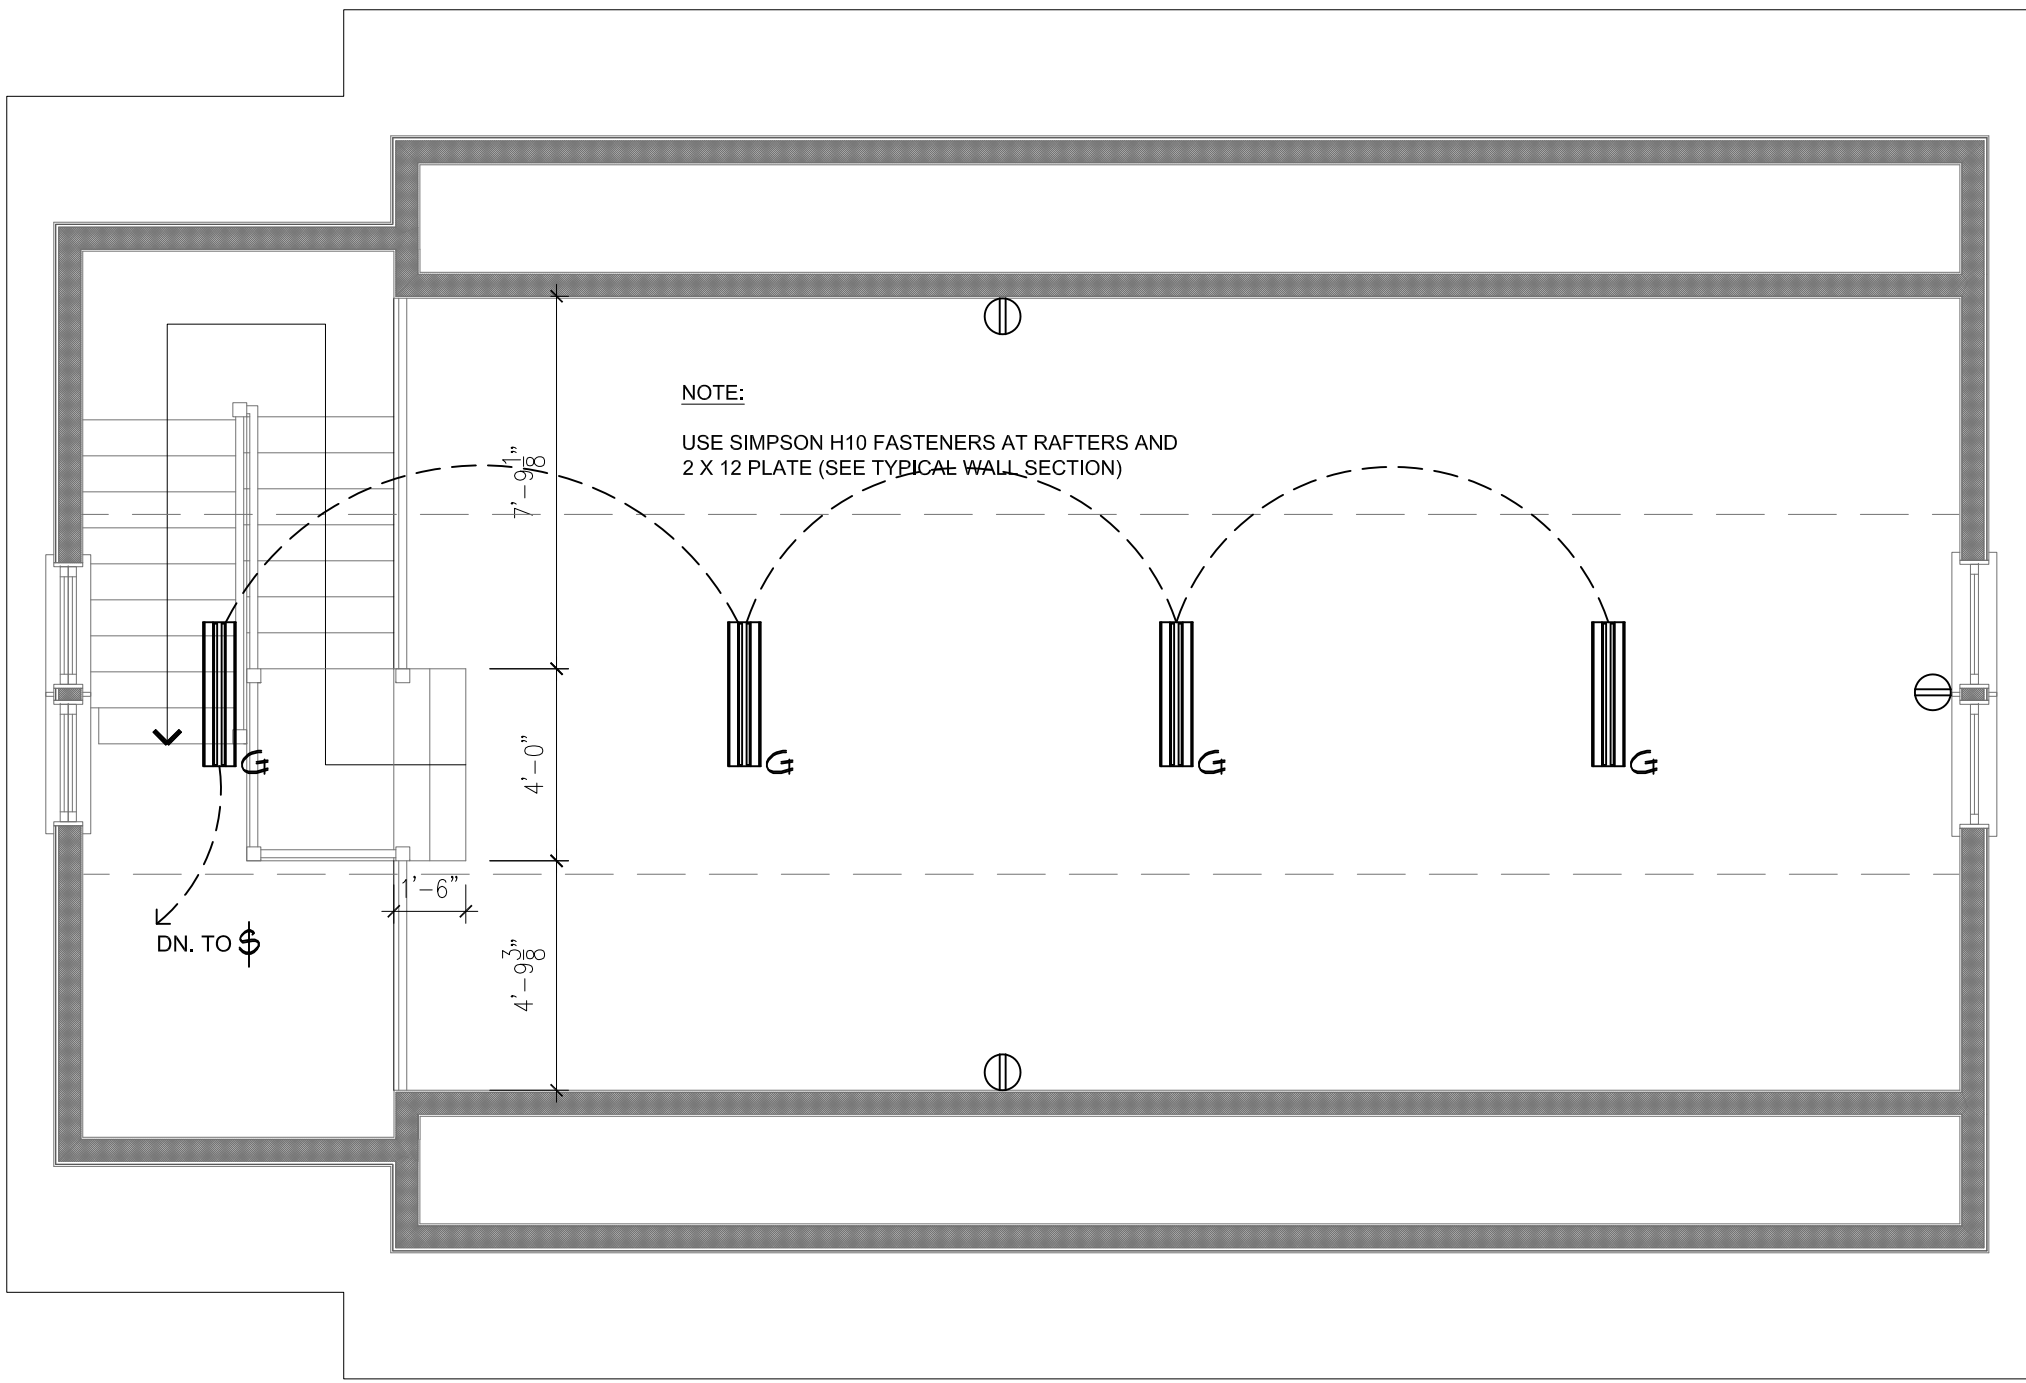 NOTE:
USE SIMPSON H10 FASTENERS AT RAFTERS AND
2 X 12 PLATE (SEE TYPICAL WALL SECTION)
7'-9 1/8"
4'-0"
G
G
G
G
1'-6"
4'-9 3/8"
DN. TO $